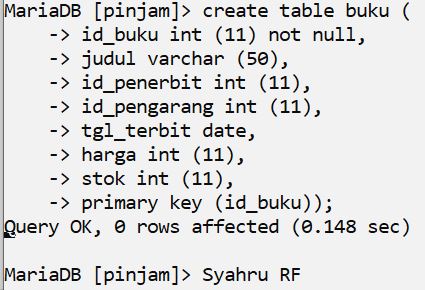 MariaDB [pinjam]> create table buku (
    -> id_buku int (11) not null,
    -> judul varchar (50),
    -> id_penerbit int (11),
    -> id_pengarang int (11),
    -> tgl_terbit date,
    -> harga int (11),
    -> stok int (11),
    -> primary key (id_buku));
Query OK, 0 rows affected (0.148 sec)
MariaDB [pinjam]> Syahru RF